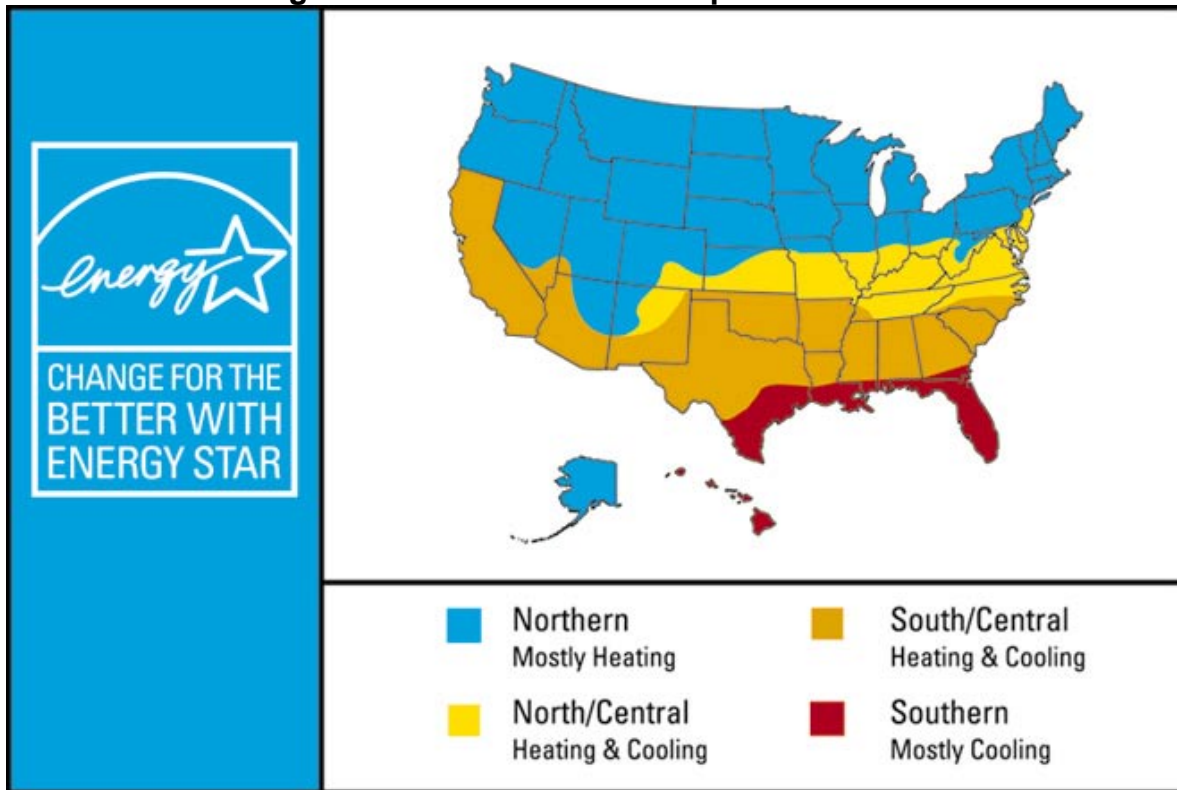 energy
CHANGE FOR THE
BETTER WITH
ENERGY STAR
Northern
Mostly Heating
South/Central
Heating & Cooling
North/Central
Heating & Cooling
Southern
Mostly Cooling